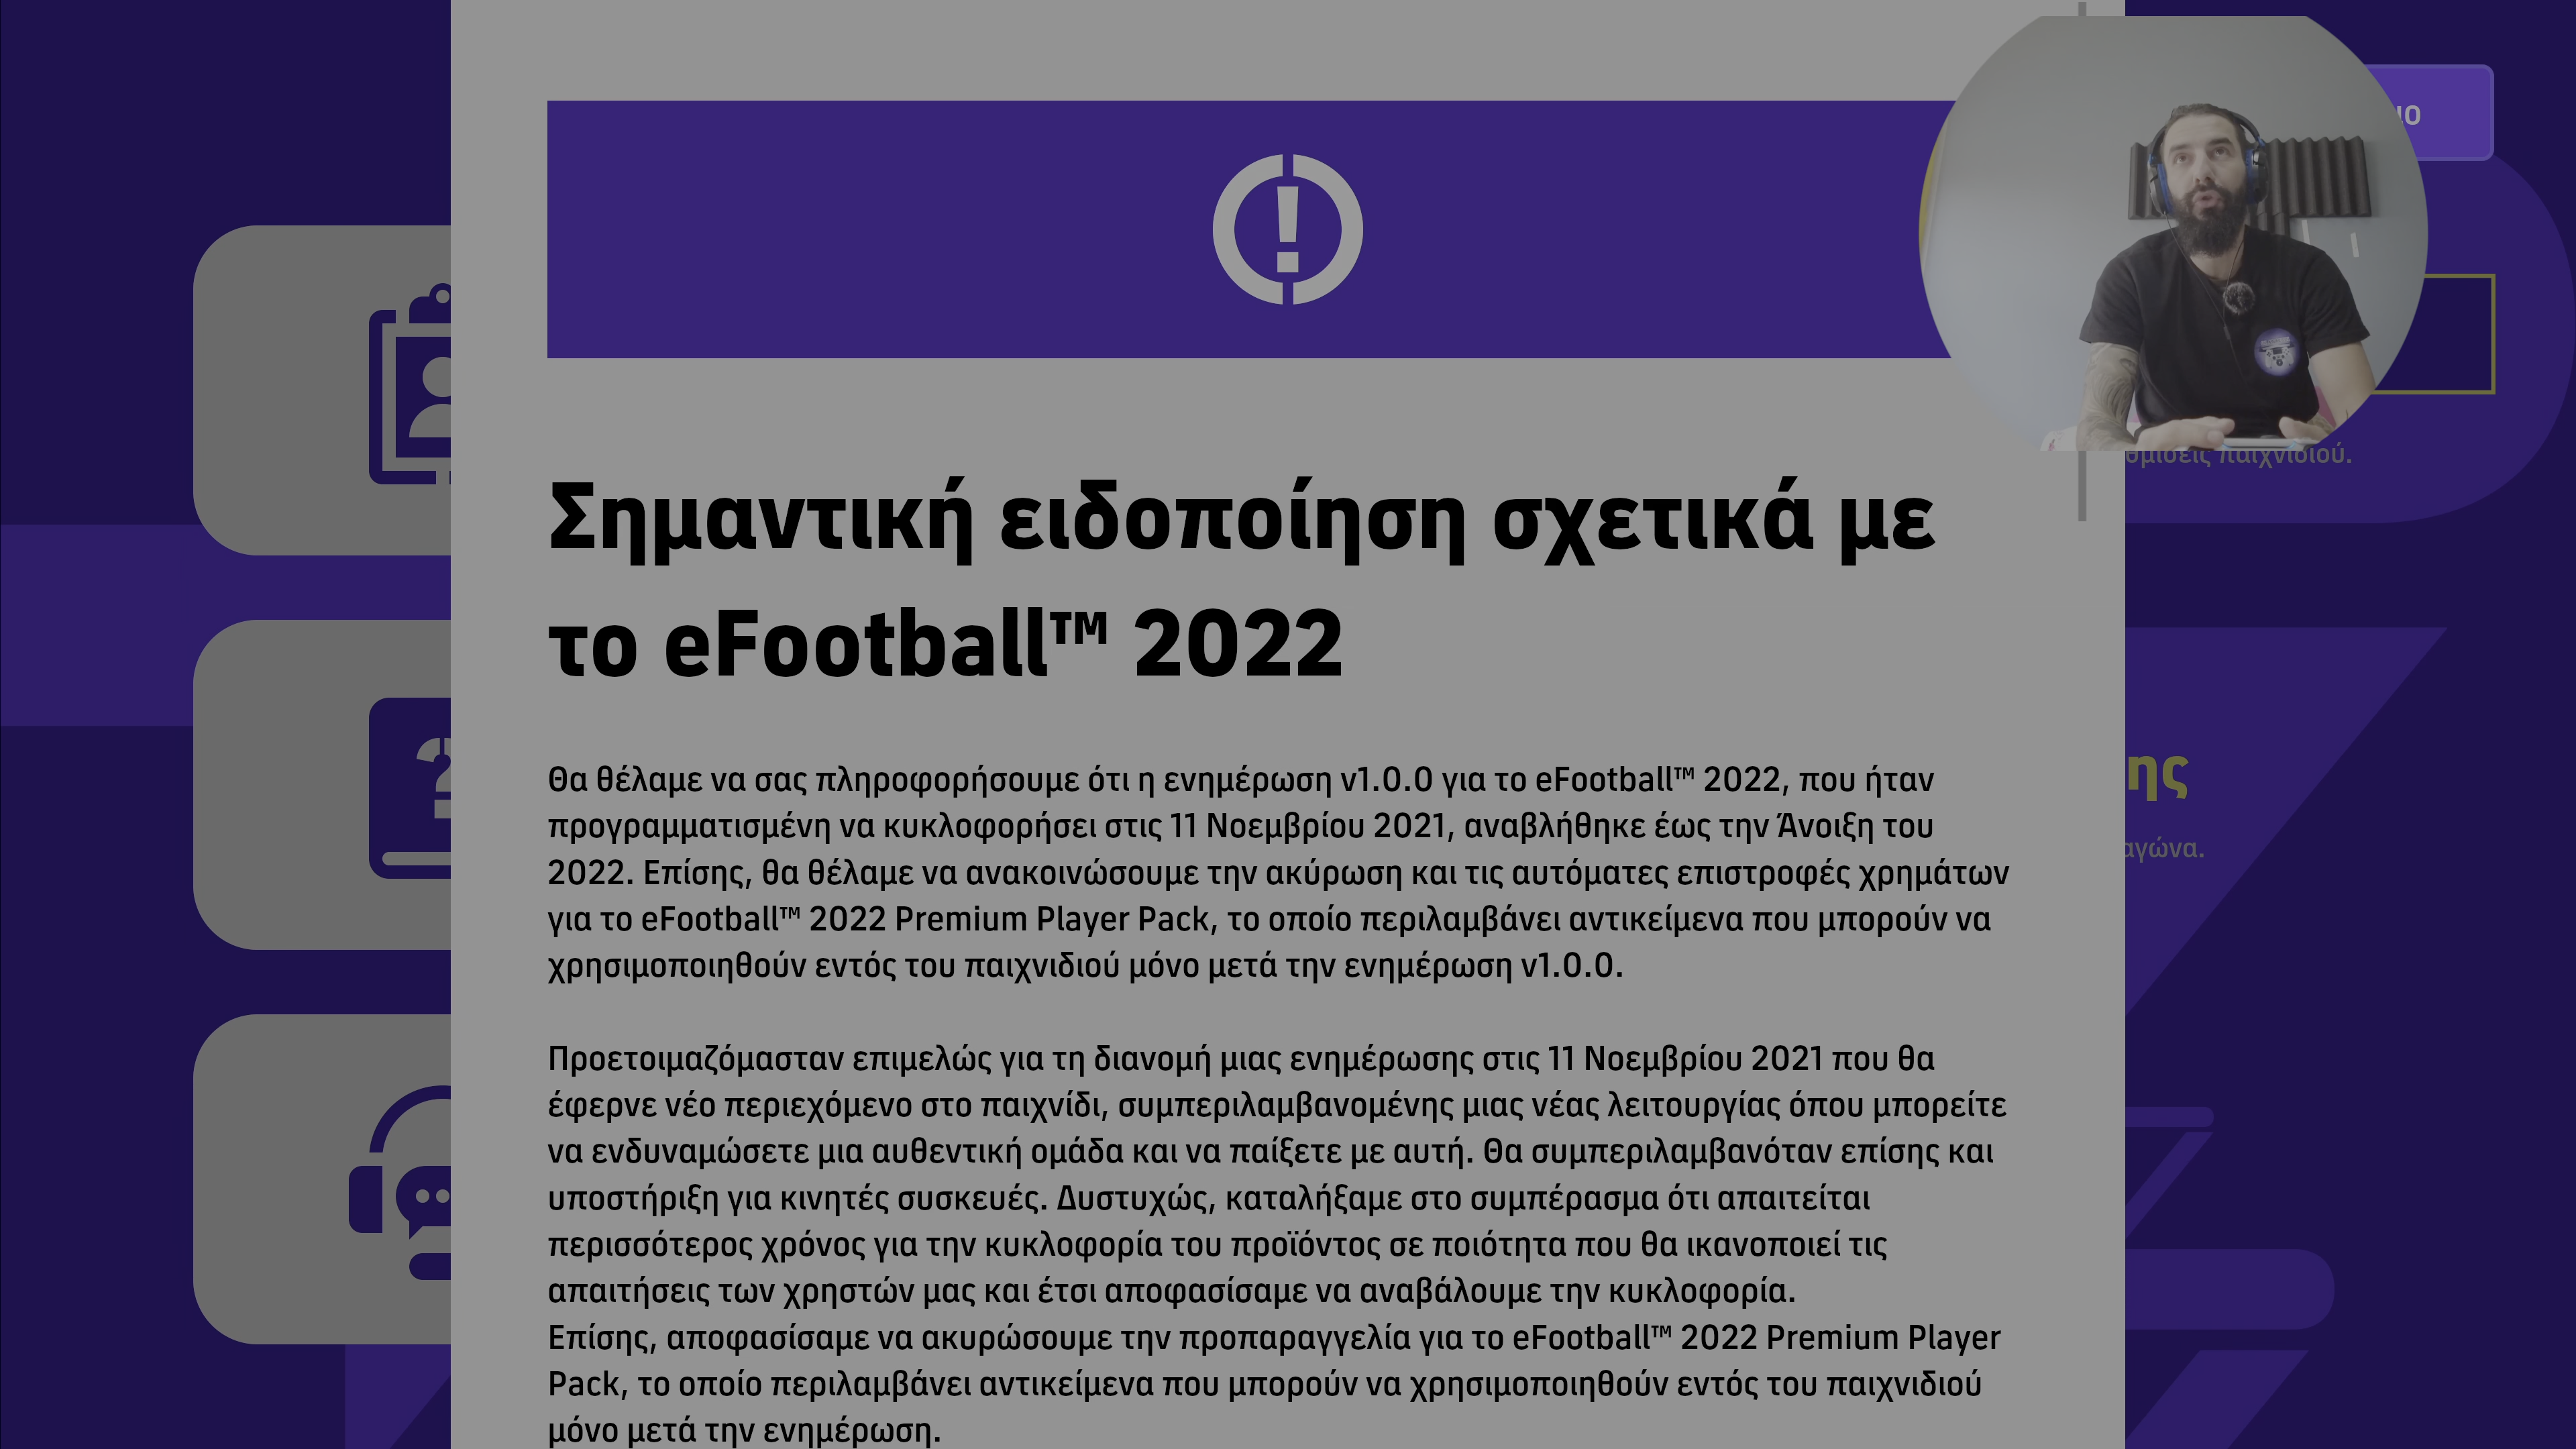 ιο
Σημαντική ειδοποίηση σχετικά με
το eFootball™ 2022
Θα θέλαμε να σας πληροφορήσουμε ότι η ενημέρωση v1.0.0 για το eFootball™ 2022, που ήταν
προγραμματισμένη να κυκλοφορήσει στις 11 Νοεμβρίου 2021, αναβλήθηκε έως την Άνοιξη του
2022. Επίσης, θα θέλαμε να ανακοινώσουμε την ακύρωση και τις αυτόματες επιστροφές χρημάτων
για το eFootball™ 2022 Premium Player Pack, το οποίο περιλαμβάνει αντικείμενα που μπορούν να
χρησιμοποιηθούν εντός του παιχνιδιού μόνο μετά την ενημέρωση v1.0.0.
Προετοιμαζόμασταν επιμελώς για τη διανομή μιας ενημέρωσης στις 11 Νοεμβρίου 2021 που θα
έφερνε νέο περιεχόμενο στο παιχνίδι, συμπεριλαμβανομένης μιας νέας λειτουργίας όπου μπορείτε
να ενδυναμώσετε μια αυθεντική ομάδα και να παίξετε με αυτή. Θα συμπεριλαμβανόταν επίσης και
υποστήριξη για κινητές συσκευές. Δυστυχώς, καταλήξαμε στο συμπέρασμα ότι απαιτείται
περισσότερος χρόνος για την κυκλοφορία του προϊόντος σε ποιότητα που θα ικανοποιεί τις
απαιτήσεις των χρηστών μας και έτσι αποφασίσαμε να αναβάλουμε την κυκλοφορία.
Επίσης, αποφασίσαμε να ακυρώσουμε την προπαραγγελία για το eFootball™ 2022 Premium Player
Pack, το οποίο περιλαμβάνει αντικείμενα που μπορούν να χρησιμοποιηθούν εντός του παιχνιδιού
μόνο μετά την ενημέρωση.
θμίσεις παιχνιδιού.
ης
αγώνα.